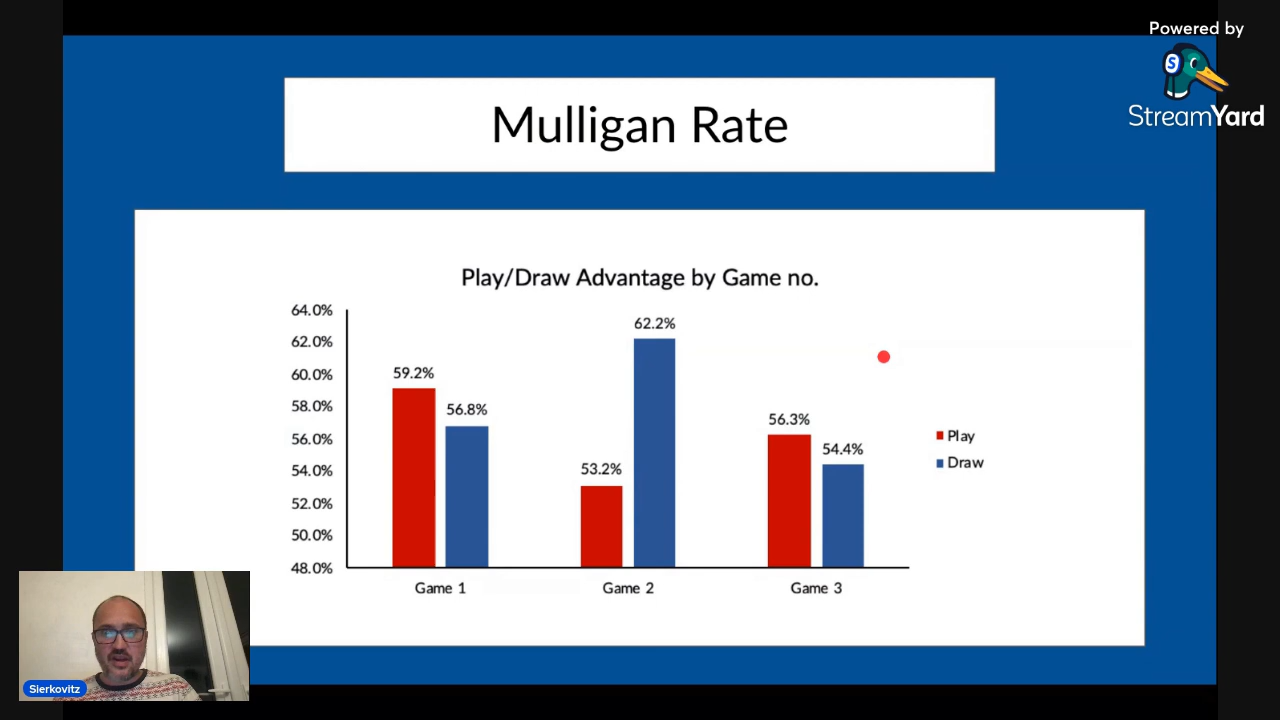 Powered by
S
StreamYard
Mulligan Rate
Play/Draw Advantage by Game no.
64.0%
62.0%
60.0%
58.0%
56.0%
54.0%
52.0%
50.0%
48.0%
59.2%
56.8%
53.2%
62.2%
56.3%
54.4%
Game 1
Game 2
Game 3
Play
Draw
Sierkovitz